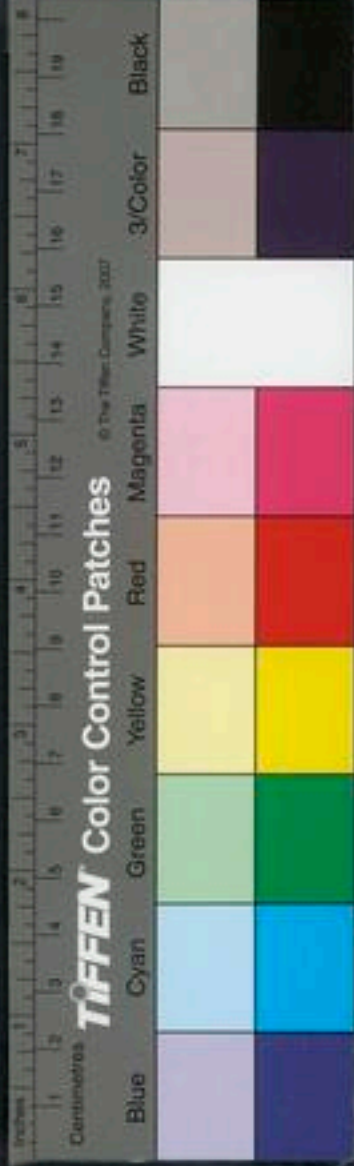 Inches
1 2 3 4 5 6 7 8
Centimetres
1 2 3 4 5 6 7 8 9 10 11 12 13 14 15 16 17 18 19
TIFFEN Color Control Patches
© The Tiffen Company, 2007
Blue Cyan Green Yellow Red Magenta White 3/Color Black